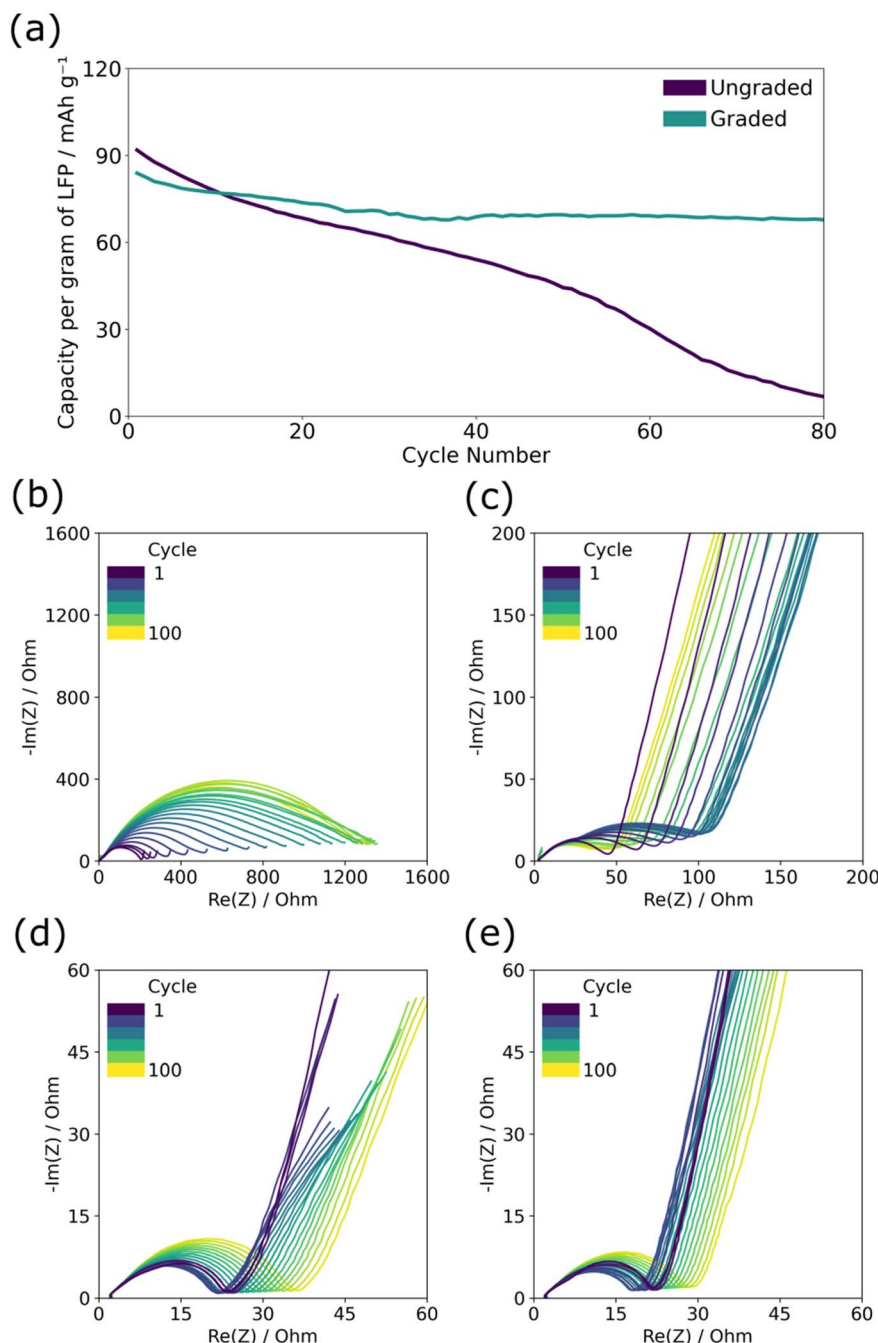 (a)
120
90
60
30
0
Capacity per gram of LFP / mAh g⁻¹
Ungraded
Graded
0 20 40 60 80
Cycle Number
(b)
1600
1200
800
400
0
-Im(Z) / Ohm
Cycle
1
100
0 400 800 1200 1600
Re(Z) / Ohm
(c)
200
150
100
50
0
-Im(Z) / Ohm
Cycle
1
100
0 50 100 150 200
Re(Z) / Ohm
(d)
60
45
30
15
0
-Im(Z) / Ohm
Cycle
1
100
0 15 30 45 60
Re(Z) / Ohm
(e)
60
45
30
15
0
-Im(Z) / Ohm
Cycle
1
100
0 15 30 45 60
Re(Z) / Ohm